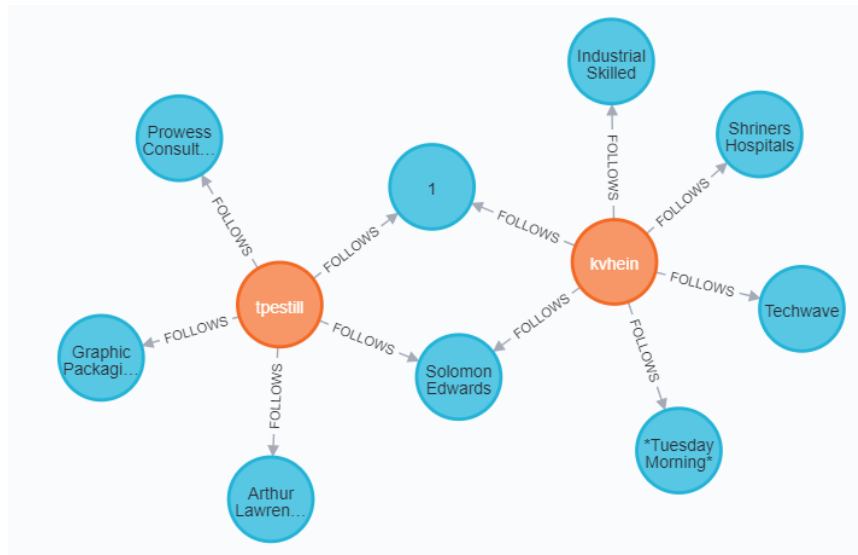 Industrial
Skilled
Shriners
Hospitals
Prowess
Consult...
1
FOLLOWS
FOLLOWS
FOLLOWS
FOLLOWS
FOLLOWS
kvhein
FOLLOWS
tpestill
FOLLOWS
FOLLOWS
Techwave
FOLLOWS
FOLLOWS
FOLLOWS
Graphic
Packagi...
Solomon
Edwards
FOLLOWS
*Tuesday
Morning*
Arthur
Lawren...